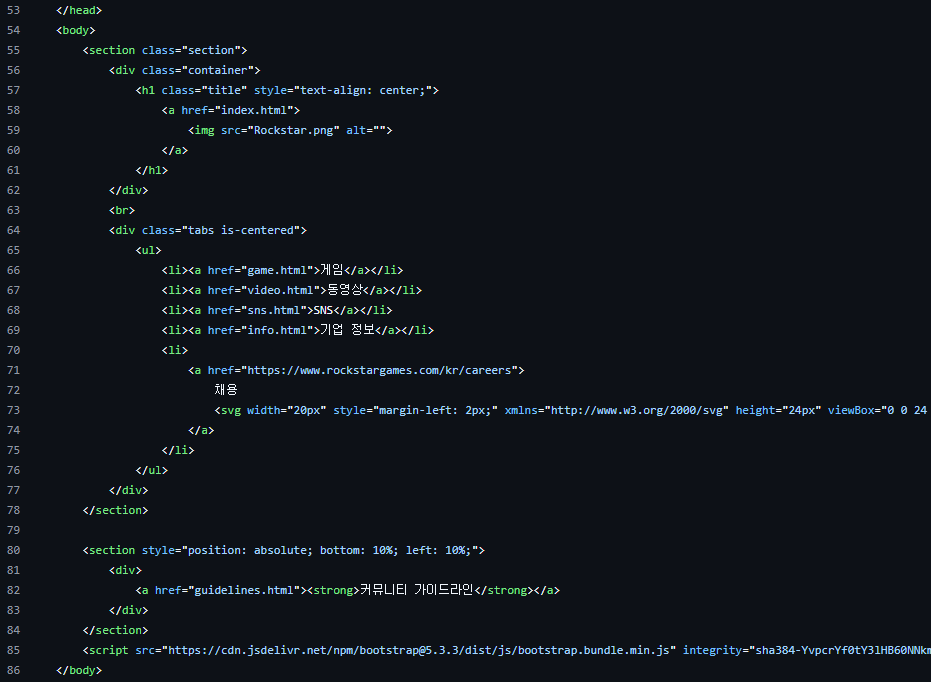 53 </head>
54 <body>
55 <section class="section">
56 <div class="container">
57 <h1 class="title" style="text-align: center;">
58 <a href="index.html">
59 <img src="Rockstar.png" alt="">
60 </a>
61 </h1>
62 </div>
63 <br>
64 <div class="tabs is-centered">
65 <ul>
66 <li><a href="game.html">게임</a></li>
67 <li><a href="video.html">동영상</a></li>
68 <li><a href="sns.html">SNS</a></li>
69 <li><a href="info.html">기업 정보</a></li>
70 <li>
71 <a href="https://www.rockstargames.com/kr/careers">
72 채용
73 <svg width="20px" style="margin-left: 2px;" xmlns="http://www.w3.org/2000/svg" height="24px" viewBox="0 0 24
74 </a>
75 </li>
76 </ul>
77 </div>
78 </section>
79
80 <section style="position: absolute; bottom: 10%; left: 10%;">
81 <div>
82 <a href="guidelines.html"><strong>커뮤니티 가이드라인</strong></a>
83 </div>
84 </section>
85 <script src="https://cdn.jsdelivr.net/npm/bootstrap@5.3.3/dist/js/bootstrap.bundle.min.js" integrity="sha384-YvpcrYf0tY3lHB60NNkm
86 </body>